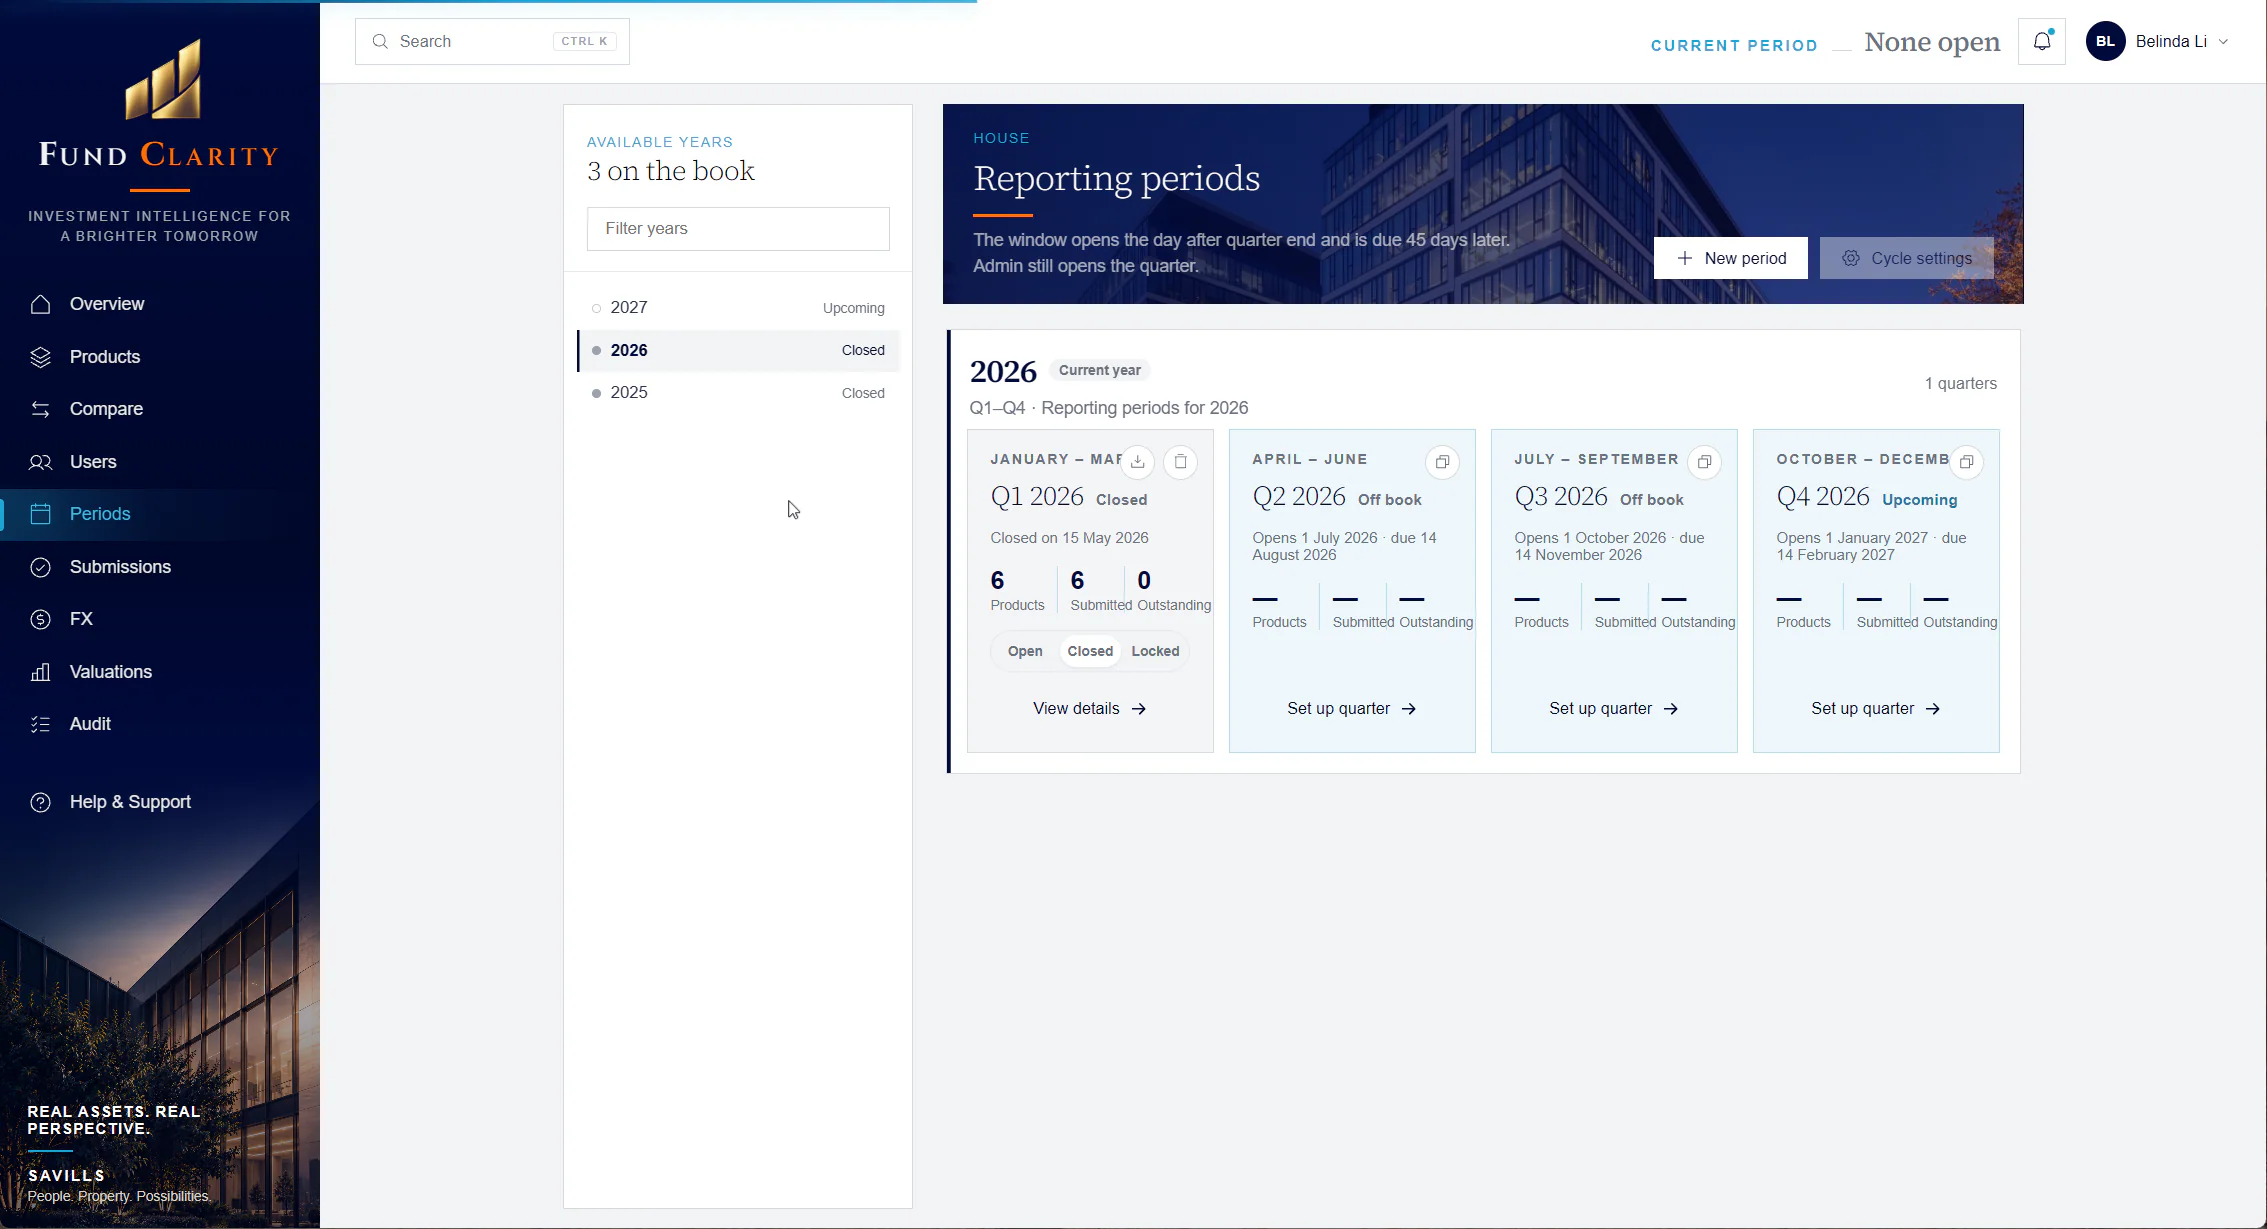 FUND CLARITY
INVESTMENT INTELLIGENCE FOR
A BRIGHTER TOMORROW
Overview
Products
Compare
Users
Periods
Submissions
FX
Valuations
Audit
Help & Support
REAL ASSETS. REAL
PERSPECTIVE.
SAVILLS
People. Property. Possibilities.
Search
CTRL K
CURRENT PERIOD
None open
BL
Belinda Li
AVAILABLE YEARS
3 on the book
Filter years
2027 Upcoming
2026 Closed
2025 Closed
HOUSE
Reporting periods
The window opens the day after quarter end and is due 45 days later.
Admin still opens the quarter.
New period
Cycle settings
2026 Current year
1 quarters
Q1–Q4 · Reporting periods for 2026
JANUARY – MAR
Q1 2026 Closed
Closed on 15 May 2026
6 6 0
Products Submitted Outstanding
Open Closed Locked
View details →
APRIL – JUNE
Q2 2026 Off book
Opens 1 July 2026 · due 14
August 2026
— — —
Products Submitted Outstanding
Set up quarter →
JULY – SEPTEMBER
Q3 2026 Off book
Opens 1 October 2026 · due
14 November 2026
— — —
Products Submitted Outstanding
Set up quarter →
OCTOBER – DECEMB
Q4 2026 Upcoming
Opens 1 January 2027 · due
14 February 2027
— — —
Products Submitted Outstanding
Set up quarter →